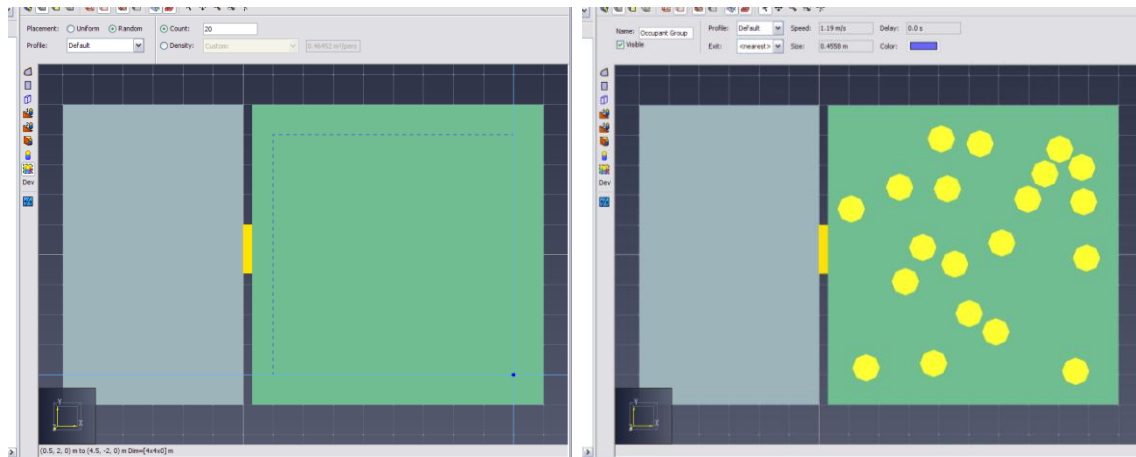 Placement: Uniform Random Count: 20
Profile: Default Density: Custom 0.46952 m²/pers
Dev
(0.5, 2, 0) m to (4.5, -2, 0) m Dim=[4x4x0] m
Name: Occupant Group Profile: Default Speed: 1.19 m/s Delay: 0.0 s
Visible Exit: <nearest> Size: 0.4558 m Color:
Dev